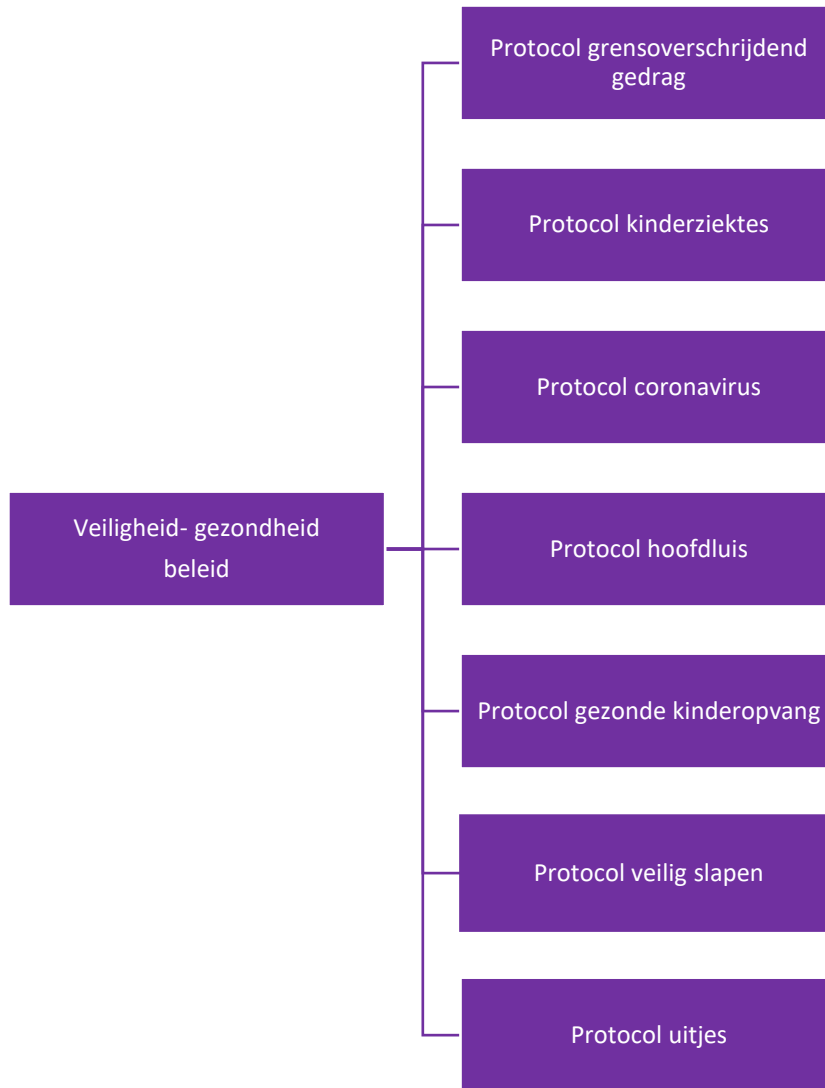 Protocol grensoverschrijdend
gedrag
Protocol kinderziektes
Protocol coronavirus
Veiligheid- gezondheid
beleid
Protocol hoofdluis
Protocol gezonde kinderopvang
Protocol veilig slapen
Protocol uitjes